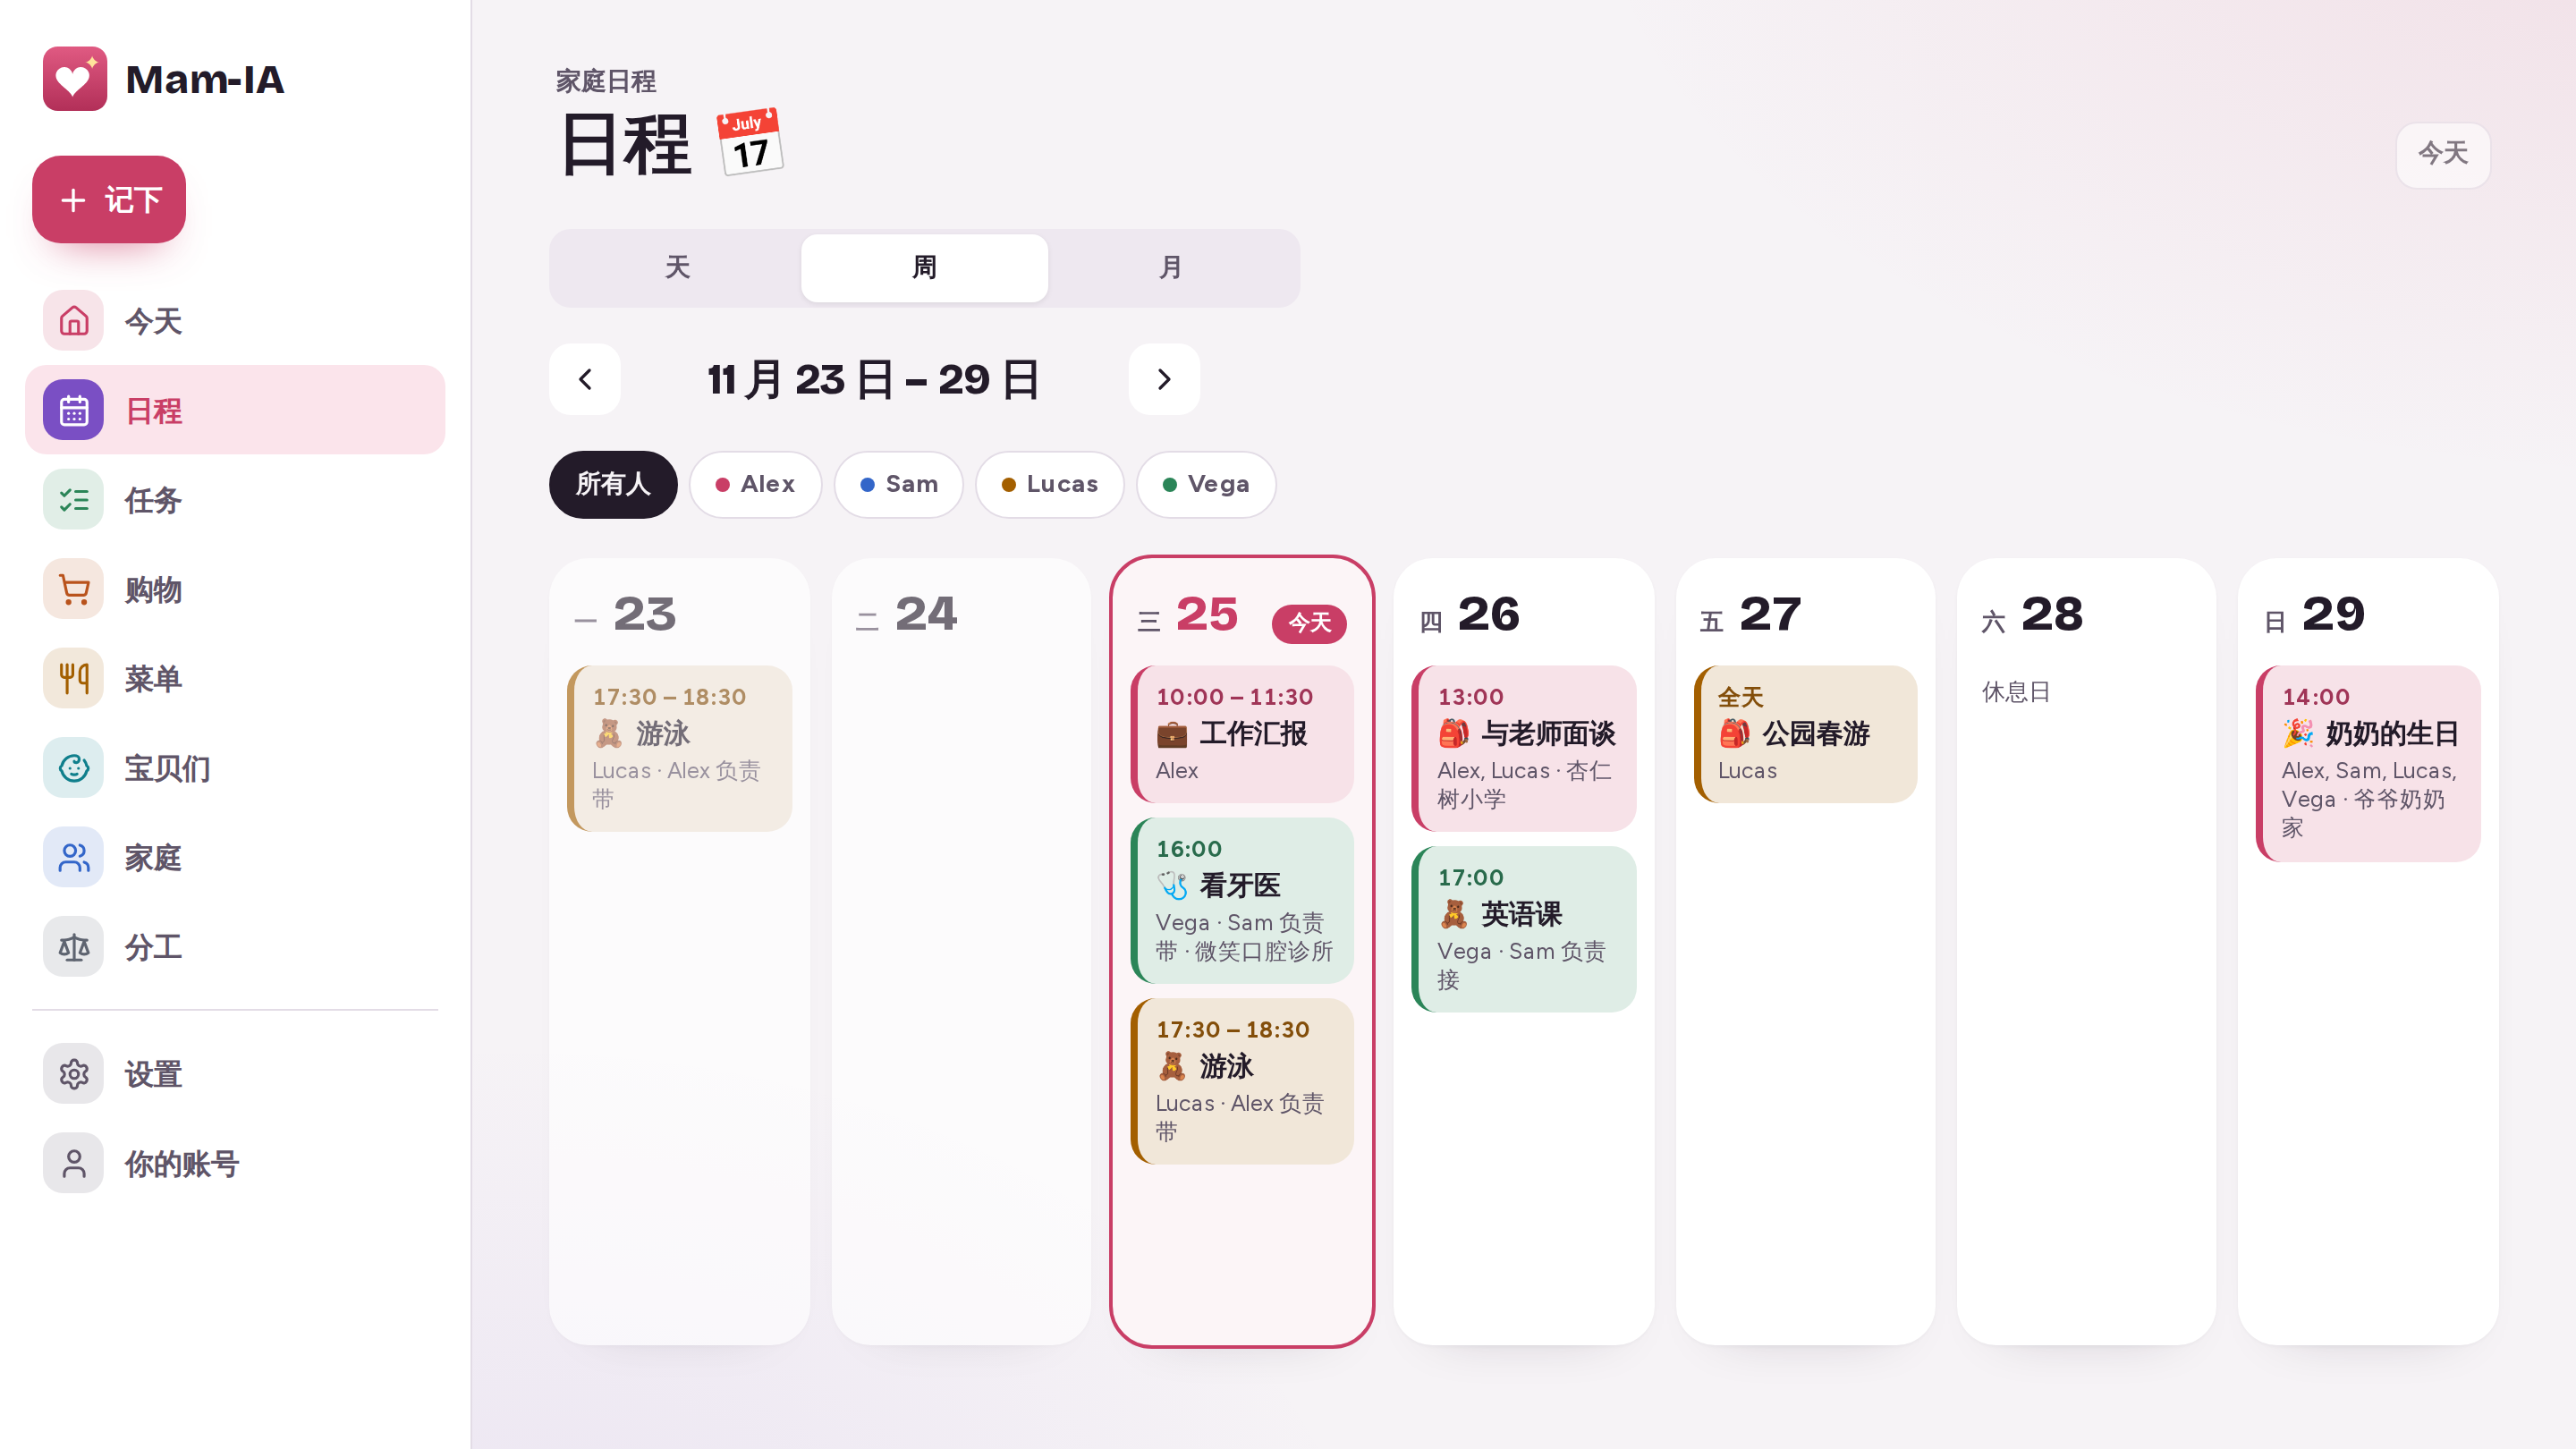 Mam-IA
记下
今天
日程
任务
购物
菜单
宝贝们
家庭
分工
设置
你的账号
家庭日程
日程
July
17
今天
天
周
月
11 月 23 日 – 29 日
所有人
Alex
Sam
Lucas
Vega
一 23
17:30 – 18:30
游泳
Lucas · Alex 负责
带
二 24
三 25 今天
10:00 – 11:30
工作汇报
Alex
16:00
看牙医
Vega · Sam 负责
带 · 微笑口腔诊所
17:30 – 18:30
游泳
Lucas · Alex 负责
带
四 26
13:00
与老师面谈
Alex, Lucas · 杏仁
树小学
17:00
英语课
Vega · Sam 负责
接
五 27
全天
公园春游
Lucas
六 28
休息日
日 29
14:00
奶奶的生日
Alex, Sam, Lucas,
Vega · 爷爷奶奶
家